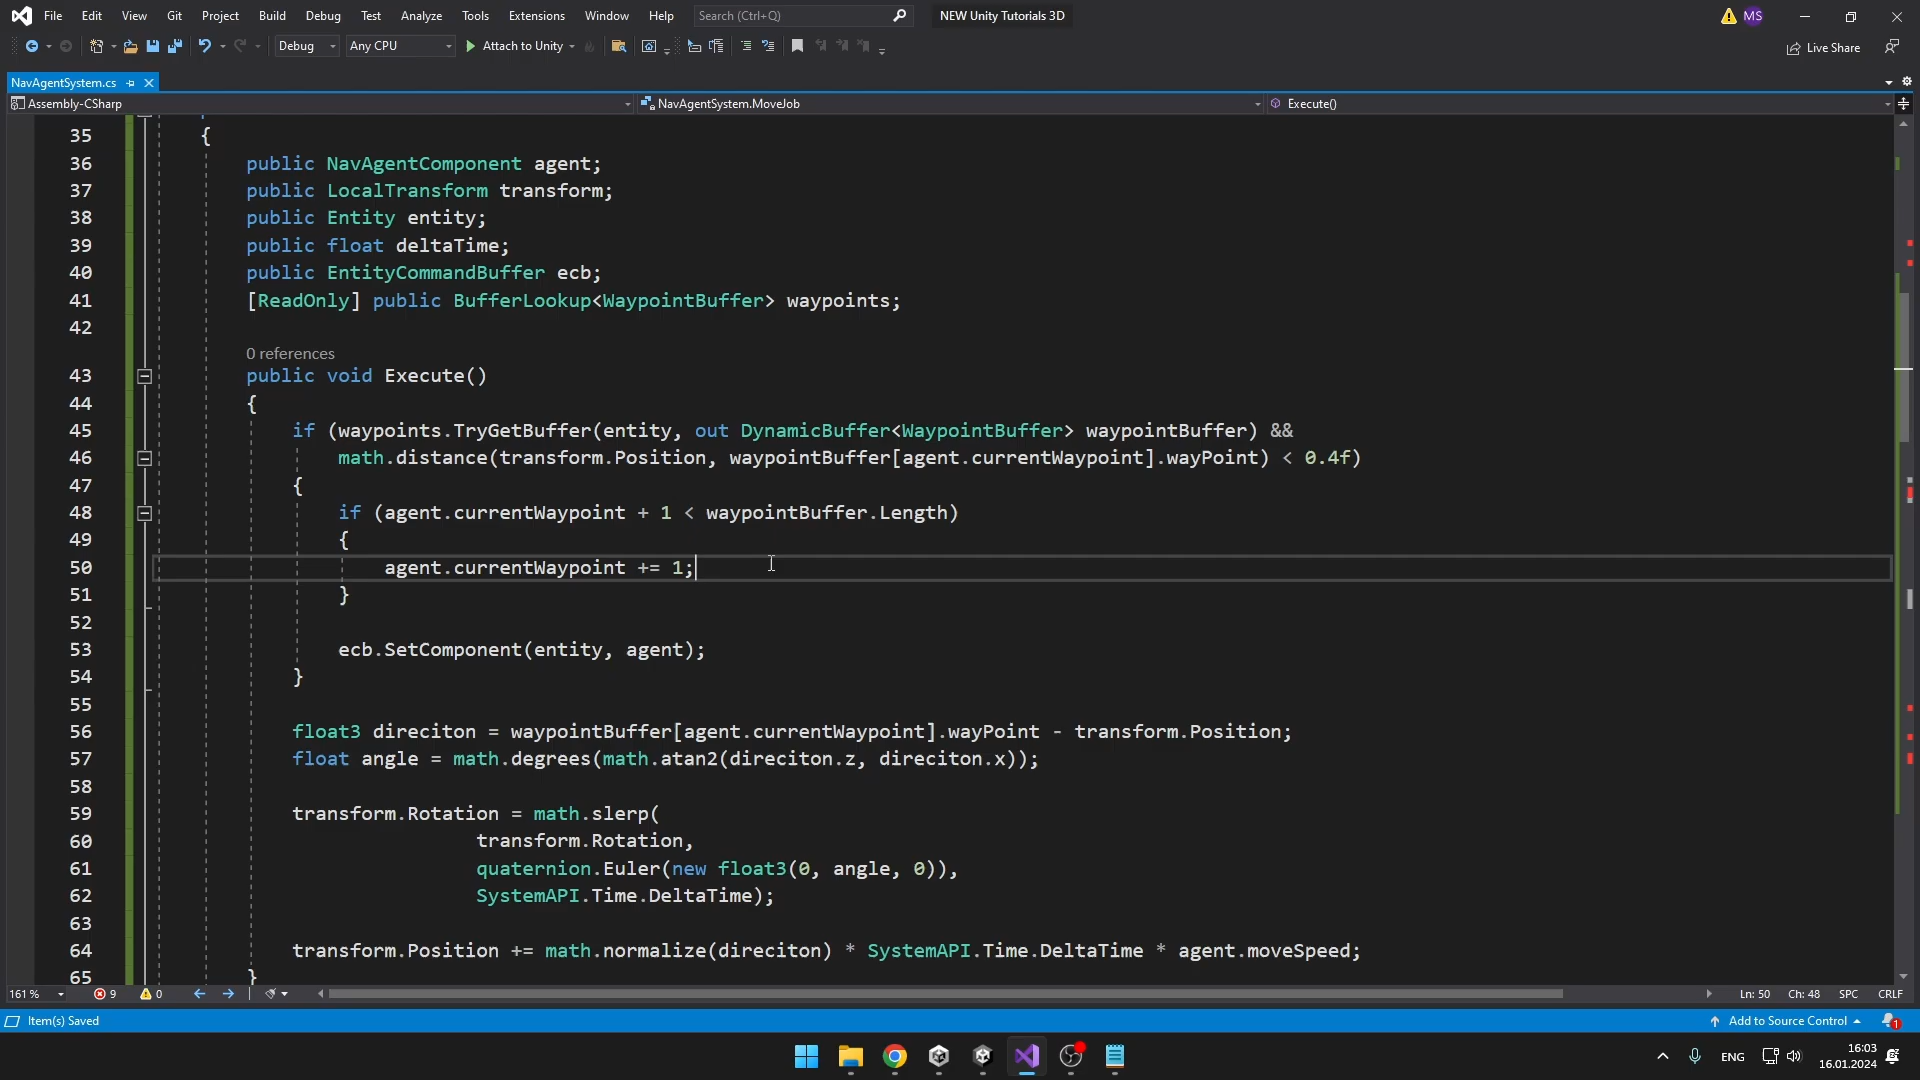 File Edit View Git Project Build Debug Test Analyze Tools Extensions Window Help Search (Ctrl+Q) NEW Unity Tutorials 3D MS
Debug Any CPU Attach to Unity Live Share
NavAgentSystem.cs
Assembly-CSharp NavAgentSystem.MoveJob Execute()
35 {
36 public NavAgentComponent agent;
37 public LocalTransform transform;
38 public Entity entity;
39 public float deltaTime;
40 public EntityCommandBuffer ecb;
41 [ReadOnly] public BufferLookup<WaypointBuffer> waypoints;
42
0 references
43 public void Execute()
44 {
45 if (waypoints.TryGetBuffer(entity, out DynamicBuffer<WaypointBuffer> waypointBuffer) &&
46 math.distance(transform.Position, waypointBuffer[agent.currentWaypoint].wayPoint) < 0.4f)
47 {
48 if (agent.currentWaypoint + 1 < waypointBuffer.Length)
49 {
50 agent.currentWaypoint += 1;
51 }
52
53 ecb.SetComponent(entity, agent);
54 }
55
56 float3 direciton = waypointBuffer[agent.currentWaypoint].wayPoint - transform.Position;
57 float angle = math.degrees(math.atan2(direciton.z, direciton.x));
58
59 transform.Rotation = math.slerp(
60 transform.Rotation,
61 quaternion.Euler(new float3(0, angle, 0)),
62 SystemAPI.Time.DeltaTime);
63
64 transform.Position += math.normalize(direciton) * SystemAPI.Time.DeltaTime * agent.moveSpeed;
65 }
161 % 9 0 Ln: 50 Ch: 48 SPC CRLF
Item(s) Saved Add to Source Control 1
ENG 16:03
16.01.2024